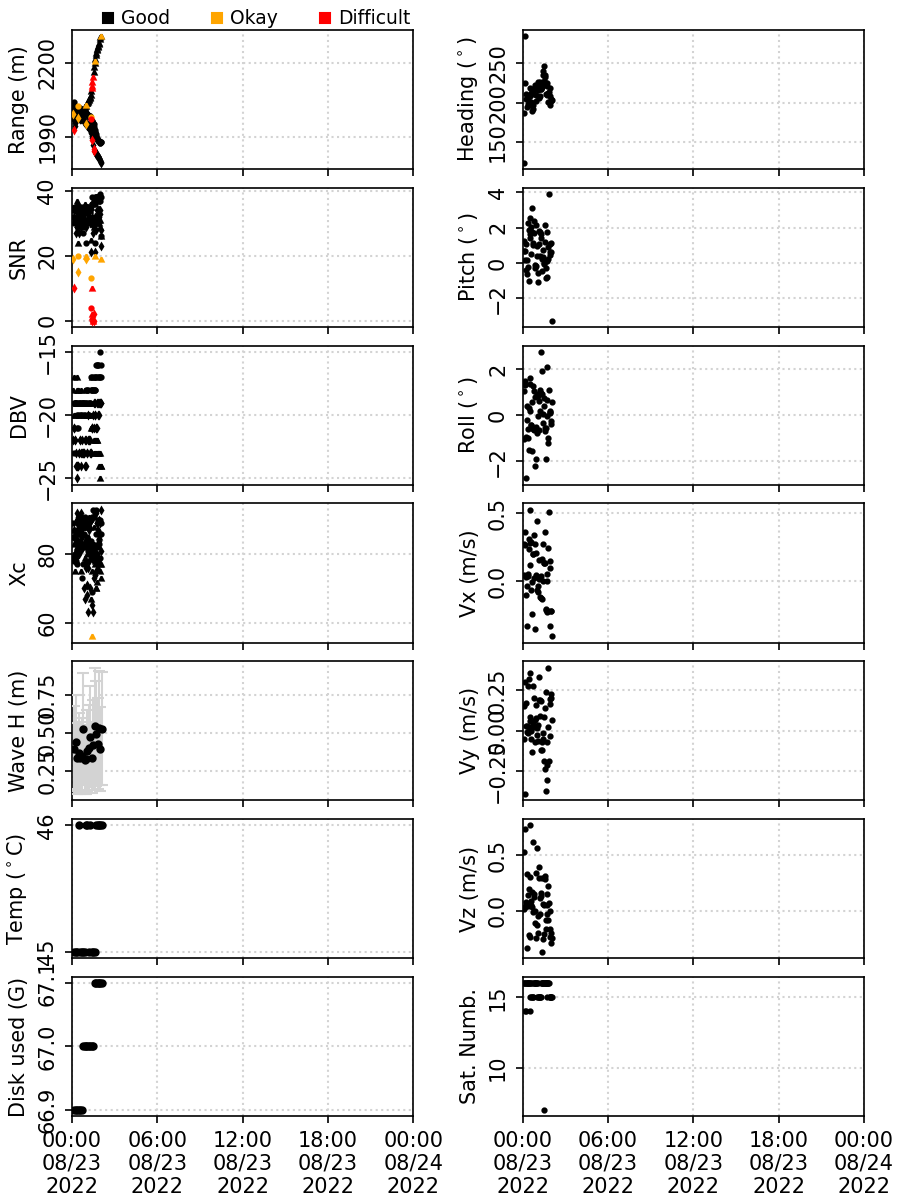 Good Okay Difficult
Range (m)
2200
1990
Heading (°)
250
200
150
SNR
40
20
0
Pitch (°)
4
2
0
−2
DBV
−15
−20
−25
Roll (°)
2
0
−2
Xc
80
60
Vx (m/s)
0.5
0.0
Wave H (m)
0.75
0.50
0.25
Vy (m/s)
0.25
0.00
−0.25
Temp (°C)
46
45
Vz (m/s)
0.5
0.0
Disk used (G)
67.1
67.0
66.9
Sat. Numb.
15
10
00:00 06:00 12:00 18:00 00:00
08/23 08/23 08/23 08/23 08/24
2022 2022 2022 2022 2022
00:00 06:00 12:00 18:00 00:00
08/23 08/23 08/23 08/23 08/24
2022 2022 2022 2022 2022